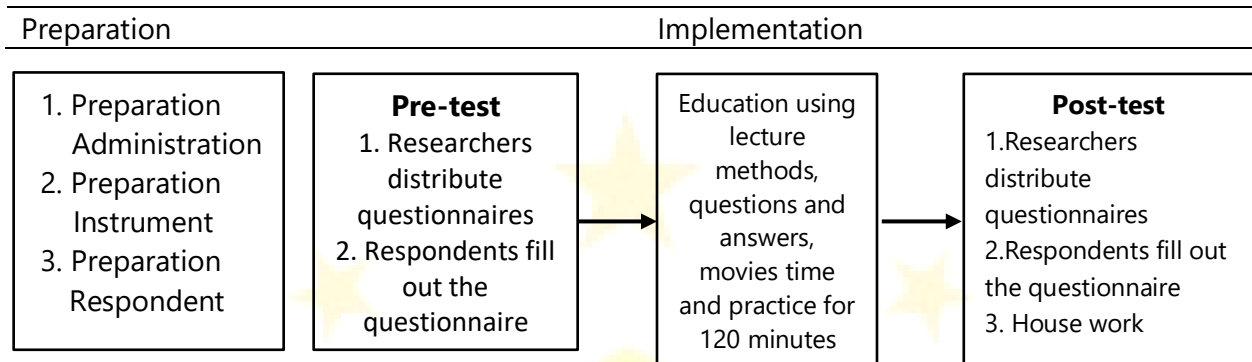 Preparation
Implementation
1. Preparation
Administration
2. Preparation
Instrument
3. Preparation
Respondent
Pre-test
1. Researchers
distribute
questionnaires
2. Respondents fill
out the
questionnaire
Education using
lecture
methods,
questions and
answers,
movies time
and practice for
120 minutes
Post-test
1.Researchers
distribute
questionnaires
2.Respondents fill out
the questionnaire
3. House work